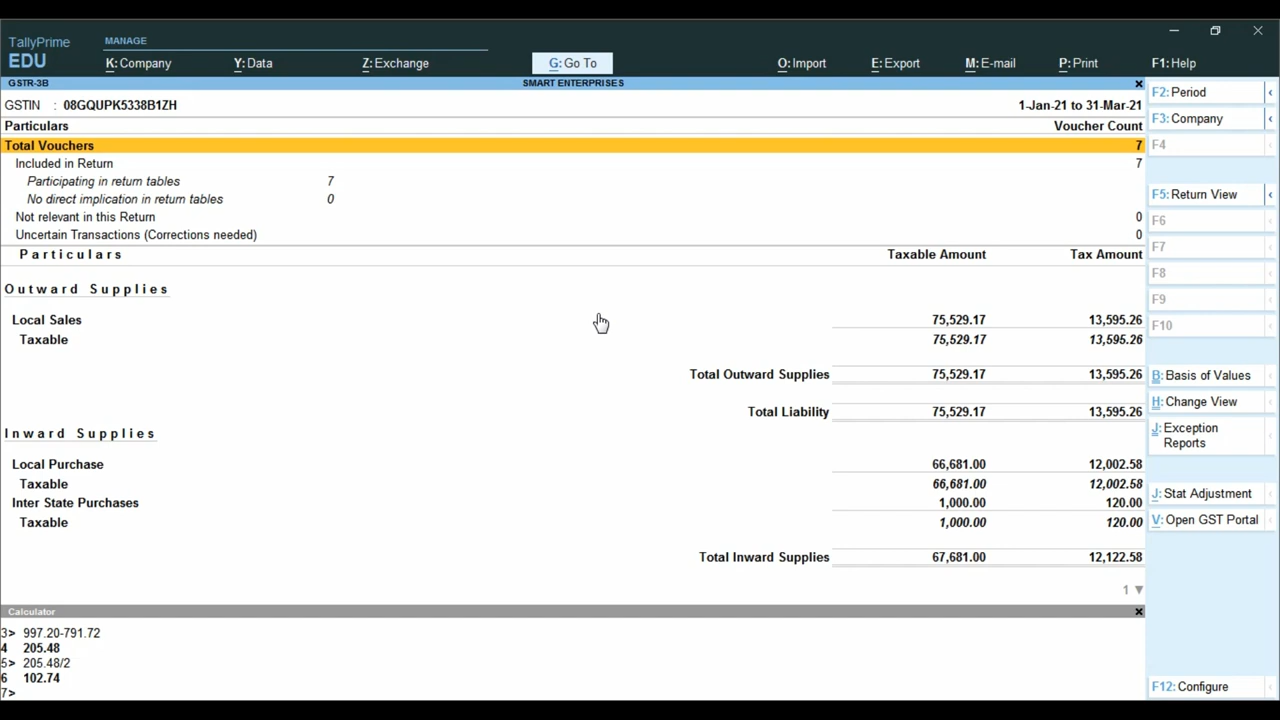 TallyPrime
EDU
MANAGE
K: Company Y: Data Z: Exchange G: Go To O: Import E: Export M: E-mail P: Print F1: Help
GSTR-3B SMART ENTERPRISES x
GSTIN : 08GQUPK5338B1ZH 1-Jan-21 to 31-Mar-21
Particulars Voucher Count
Total Vouchers 7
Included in Return 7
Participating in return tables 7
No direct implication in return tables 0
Not relevant in this Return 0
Uncertain Transactions (Corrections needed) 0
Particulars Taxable Amount Tax Amount
Outward Supplies
Local Sales 75,529.17 13,595.26
Taxable 75,529.17 13,595.26
Total Outward Supplies 75,529.17 13,595.26
Total Liability 75,529.17 13,595.26
Inward Supplies
Local Purchase 66,681.00 12,002.58
Taxable 66,681.00 12,002.58
Inter State Purchases 1,000.00 120.00
Taxable 1,000.00 120.00
Total Inward Supplies 67,681.00 12,122.58
1 ▼
Calculator x
3> 997.20-791.72
4 205.48
5> 205.48/2
6 102.74
7>
F2: Period <
F3: Company <
F4 <
F5: Return View <
F6 <
F7 <
F8 <
F9 <
F10 <
B: Basis of Values <
H: Change View <
J: Exception <
Reports
J: Stat Adjustment <
V: Open GST Portal <
F12: Configure <